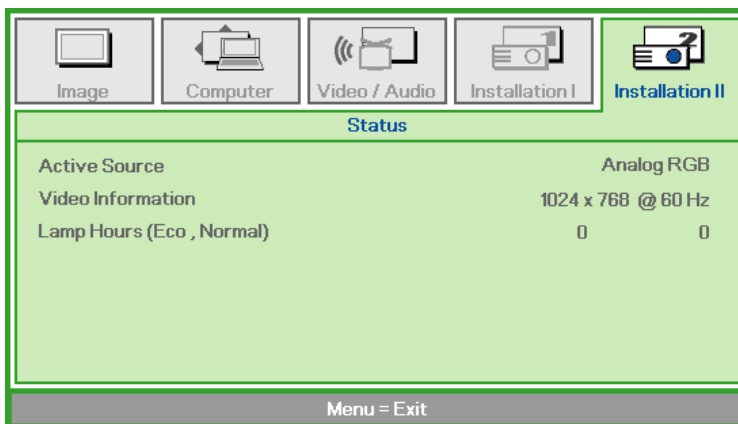 Image Computer Video / Audio Installation I Installation II
Status
Active Source Analog RGB
Video Information 1024 x 768 @ 60 Hz
Lamp Hours (Eco , Normal) 0 0
Menu = Exit